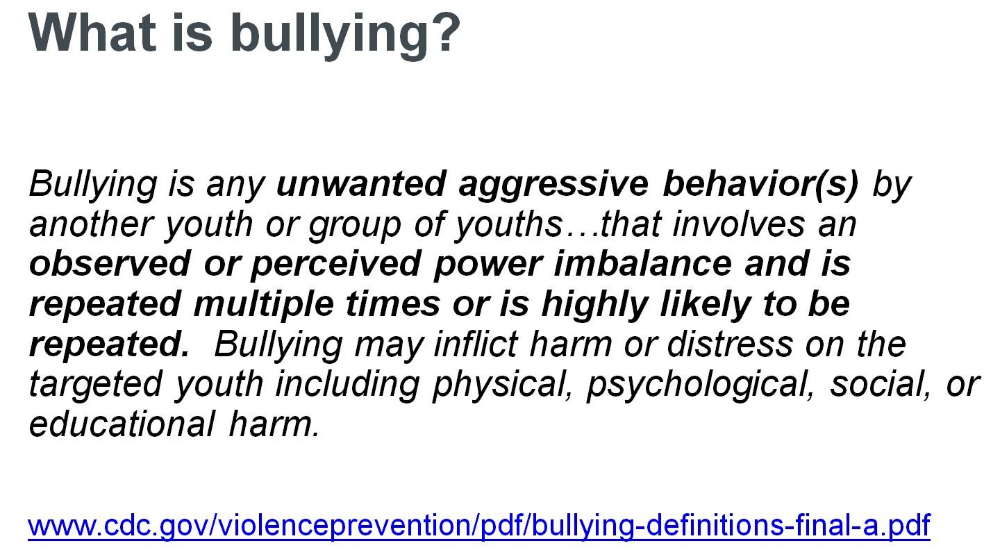 What is bullying?
Bullying is any unwanted aggressive behavior(s) by
another youth or group of youths…that involves an
observed or perceived power imbalance and is
repeated multiple times or is highly likely to be
repeated.  Bullying may inflict harm or distress on the
targeted youth including physical, psychological, social, or
educational harm.
www.cdc.gov/violenceprevention/pdf/bullying-definitions-final-a.pdf